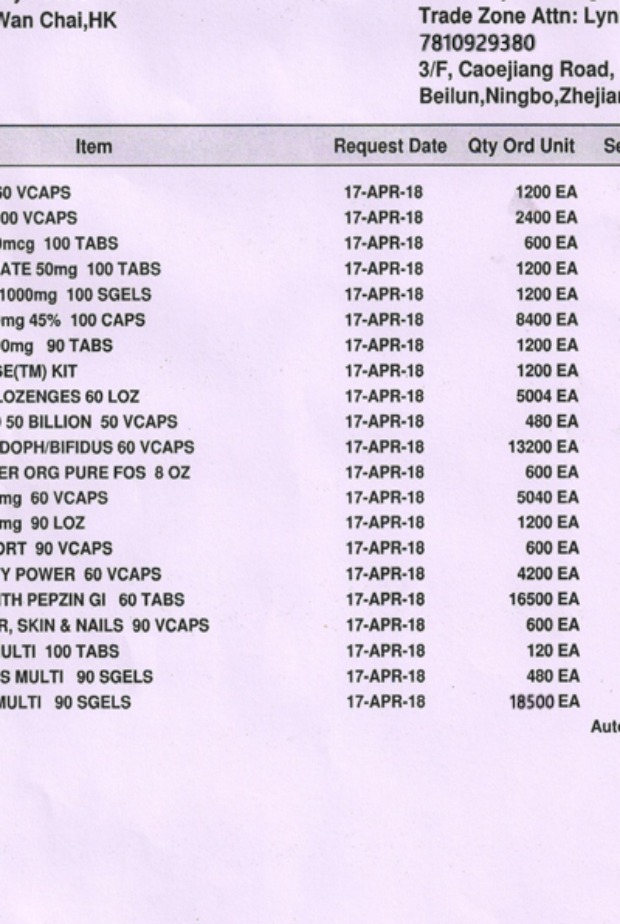 Wan Chai,HK
Trade Zone Attn: Lyn
7810929380
3/F, Caoejiang Road,
Beilun,Ningbo,Zhejian
Item Request Date Qty Ord Unit Se
60 VCAPS 17-APR-18 1200 EA
00 VCAPS 17-APR-18 2400 EA
0mcg 100 TABS 17-APR-18 600 EA
ATE 50mg 100 TABS 17-APR-18 1200 EA
1000mg 100 SGELS 17-APR-18 1200 EA
mg 45% 100 CAPS 17-APR-18 8400 EA
00mg 90 TABS 17-APR-18 1200 EA
SE(TM) KIT 17-APR-18 1200 EA
LOZENGES 60 LOZ 17-APR-18 5004 EA
50 BILLION 50 VCAPS 17-APR-18 480 EA
DOPH/BIFIDUS 60 VCAPS 17-APR-18 13200 EA
ER ORG PURE FOS 8 OZ 17-APR-18 600 EA
mg 60 VCAPS 17-APR-18 5040 EA
mg 90 LOZ 17-APR-18 1200 EA
ORT 90 VCAPS 17-APR-18 600 EA
Y POWER 60 VCAPS 17-APR-18 4200 EA
ITH PEPZIN GI 60 TABS 17-APR-18 16500 EA
R, SKIN & NAILS 90 VCAPS 17-APR-18 600 EA
ULTI 100 TABS 17-APR-18 120 EA
S MULTI 90 SGELS 17-APR-18 480 EA
MULTI 90 SGELS 17-APR-18 18500 EA
Auto